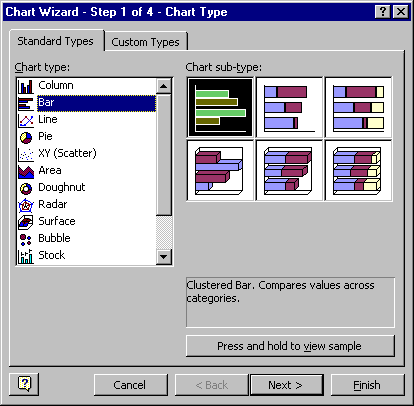 Chart Wizard - Step 1 of 4 - Chart Type
Standard Types
Custom Types
Chart type:
Column
Bar
Line
Pie
XY (Scatter)
Area
Doughnut
Radar
Surface
Bubble
Stock
Chart sub-type:
Clustered Bar. Compares values across
categories.
Press and hold to view sample
Cancel
< Back
Next >
Finish